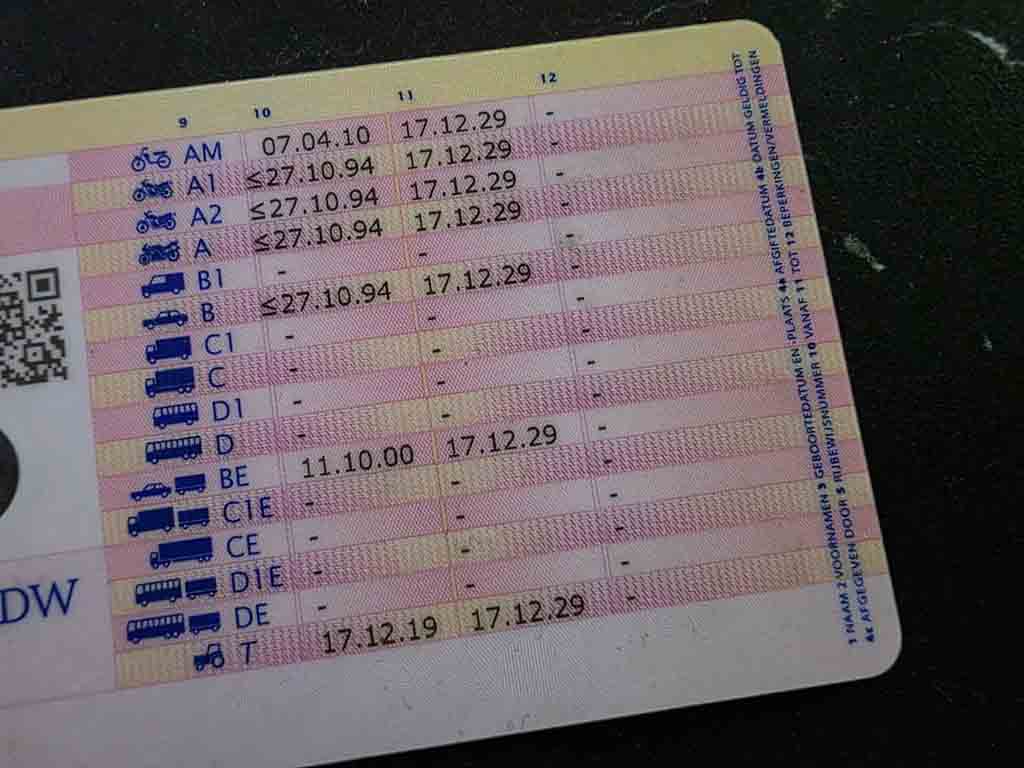 9 10 11 12
AM 07.04.10 17.12.29 -
A1 ≤27.10.94 17.12.29 -
A2 ≤27.10.94 17.12.29 -
A ≤27.10.94 17.12.29 -
B1 - - -
B ≤27.10.94 17.12.29 -
C1 - - -
C - - -
D1 - - -
D - - -
BE 11.10.00 17.12.29 -
C1E - - -
CE - - -
D1E - - -
DE - - -
T 17.12.19 17.12.29 -
DW
1 NAAM 2 VOORNAMEN 3 GEBOORTEDATUM EN -PLAATS 4a AFGIFTEDATUM 4b DATUM GELDIG TOT
4c AFGEGEVEN DOOR 5 RIJBEWIJSNUMMER 10 VANAF 11 TOT 12 BEPERKINGEN/VERMELDINGEN